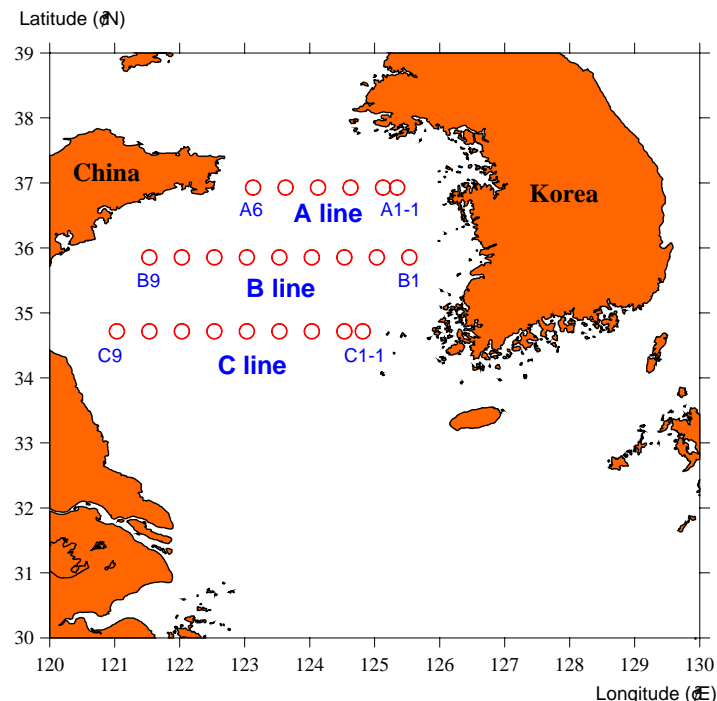 Latitude (°N)
39
38
China
37
Korea
A6
A line
A1-1
36
B9
B line
B1
35
C9
C line
C1-1
34
33
32
31
30
120 121 122 123 124 125 126 127 128 129 130
Longitude (°E)